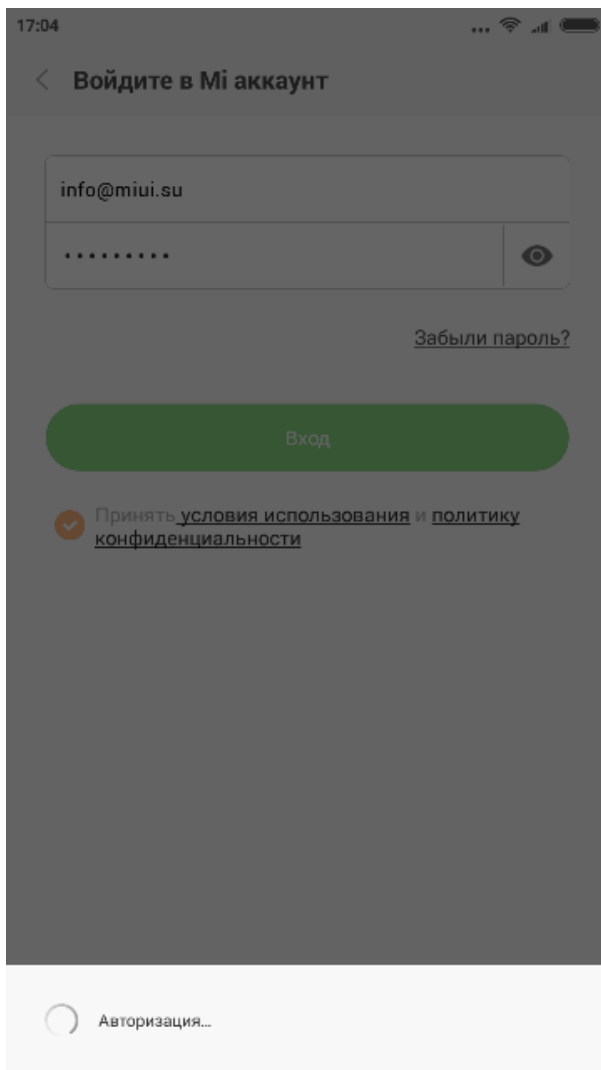 17:04
Войдите в Mi аккаунт
info@miui.su
•••••••••
Забыли пароль?
Вход
Принять условия использования и политику
конфиденциальности
Авторизация...